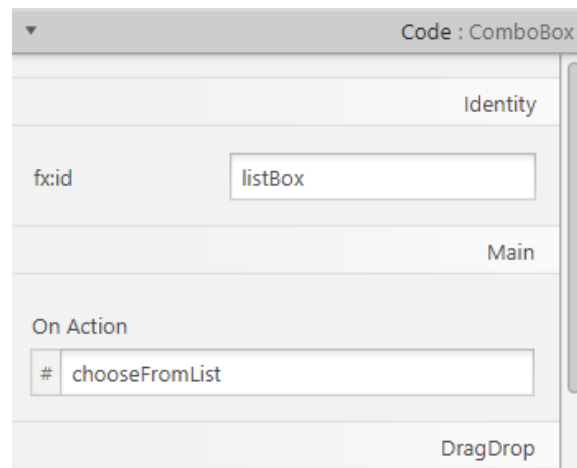 Code : ComboBox
Identity
fx:id listBox
Main
On Action
# chooseFromList
DragDrop